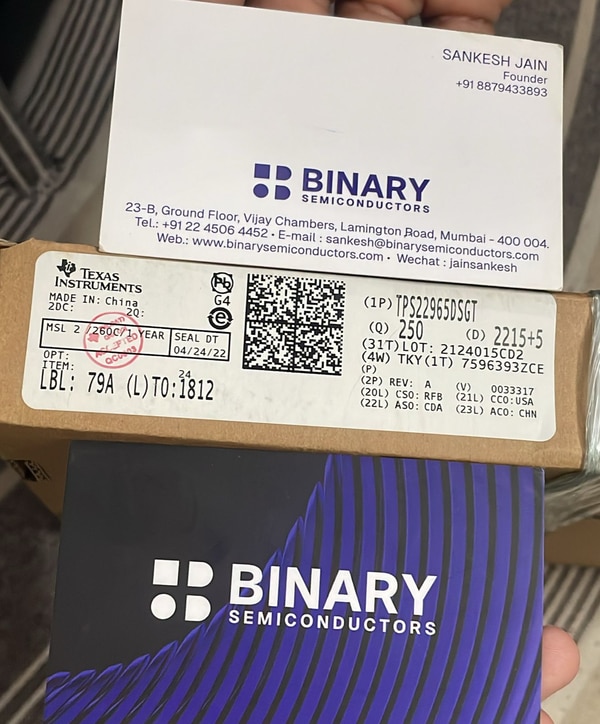 SANKESH JAIN
Founder
+91 8879433893
BINARY
SEMICONDUCTORS
23-B, Ground Floor, Vijay Chambers, Lamington Road, Mumbai - 400 004.
Tel.: +91 22 4506 4452 • E-mail : sankesh@binarysemiconductors.com
Web.: www.binarysemiconductors.com • Wechat : jainsankesh
TEXAS
INSTRUMENTS
MADE IN: China
2DC: 2Q:
Pb
G4
e
MSL 2 /260C/1 YEAR
SEAL DT
04/24/22
OPT:
ITEM:
LBL: 79A (L)TO:1812
24
(1P) TPS22965DSGT
(Q) 250 (D) 2215+5
(31T) LOT: 2124015CD2
(4W) TKY(1T) 7596393ZCE
(P)
(2P) REV: A (V) 0033317
(20L) CSO: RFB (21L) CCO:USA
(22L) ASO: CDA (23L) ACO: CHN
BINARY
SEMICONDUCTORS